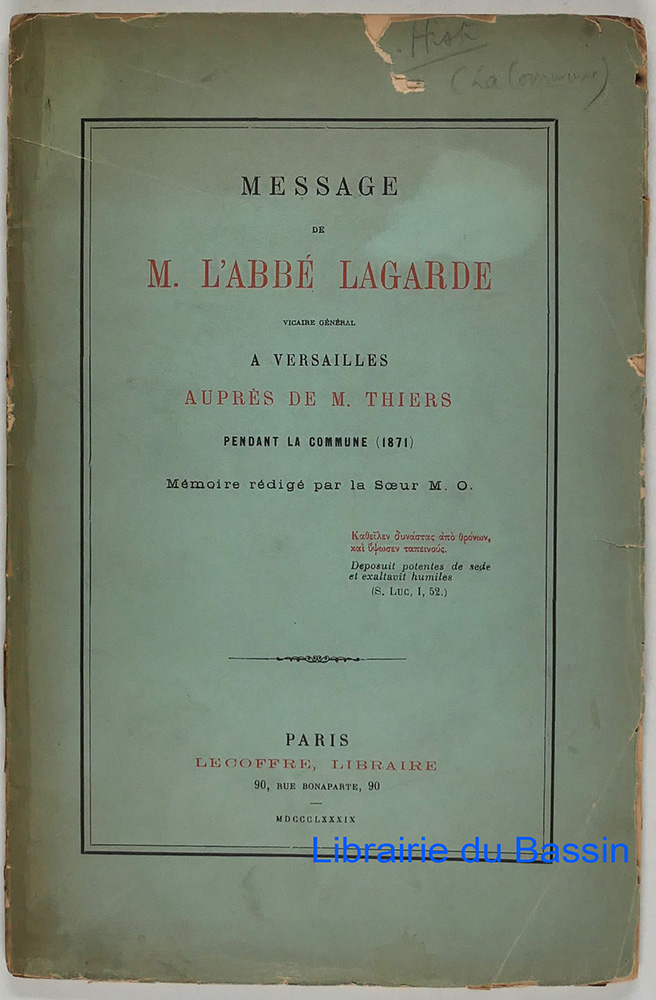 Hist
(La Commune)
MESSAGE
DE
M. L'ABBÉ LAGARDE
VICAIRE GÉNÉRAL
A VERSAILLES
AUPRÈS DE M. THIERS
PENDANT LA COMMUNE (1871)
Mémoire rédigé par la Sœur M. O.
Καθεῖλεν δυνάστας ἀπὸ θρόνων,
καὶ ὕψωσεν ταπεινούς.
Deposuit potentes de sede
et exaltavit humiles
(S. LUC, I, 52.)
PARIS
LECOFFRE, LIBRAIRE
90, RUE BONAPARTE, 90
MDCCCLXXXIX
Librairie du Bassin